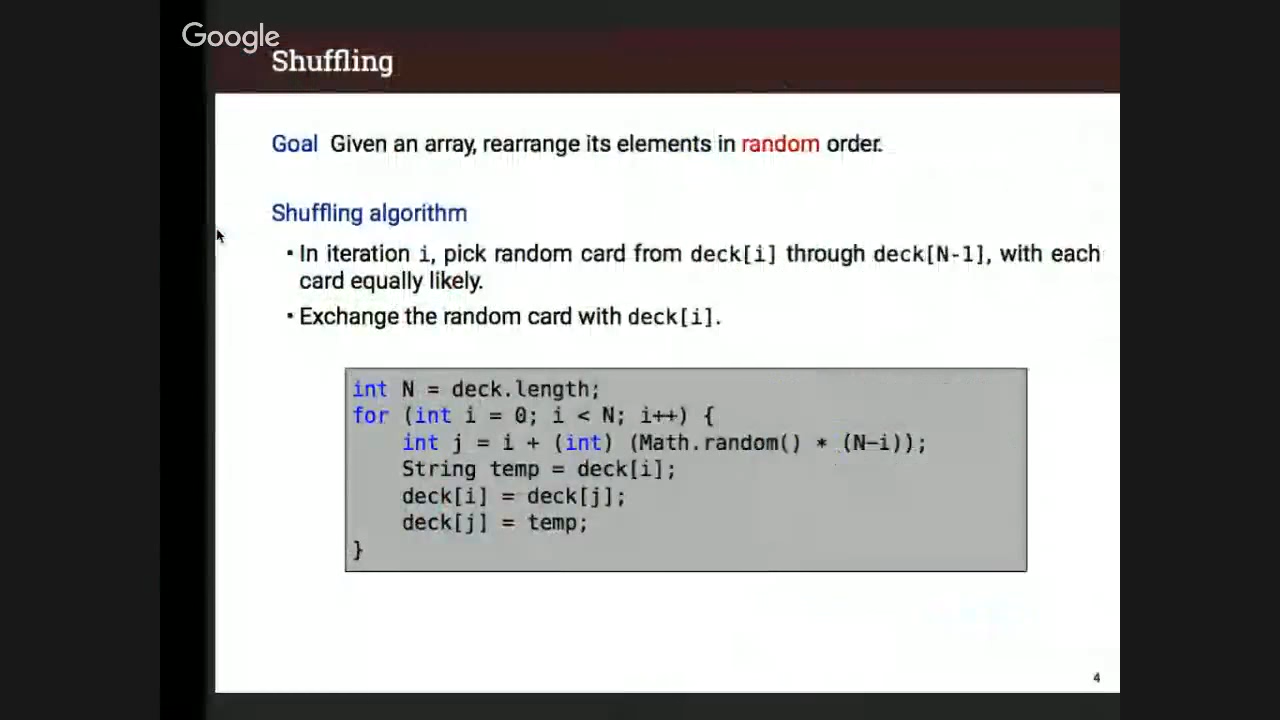 Google
Shuffling
Goal Given an array, rearrange its elements in random order.
Shuffling algorithm
• In iteration i, pick random card from deck[i] through deck[N-1], with each
card equally likely.
• Exchange the random card with deck[i].
int N = deck.length;
for (int i = 0; i < N; i++) {
    int j = i + (int) (Math.random() * (N-i));
    String temp = deck[i];
    deck[i] = deck[j];
    deck[j] = temp;
}
4